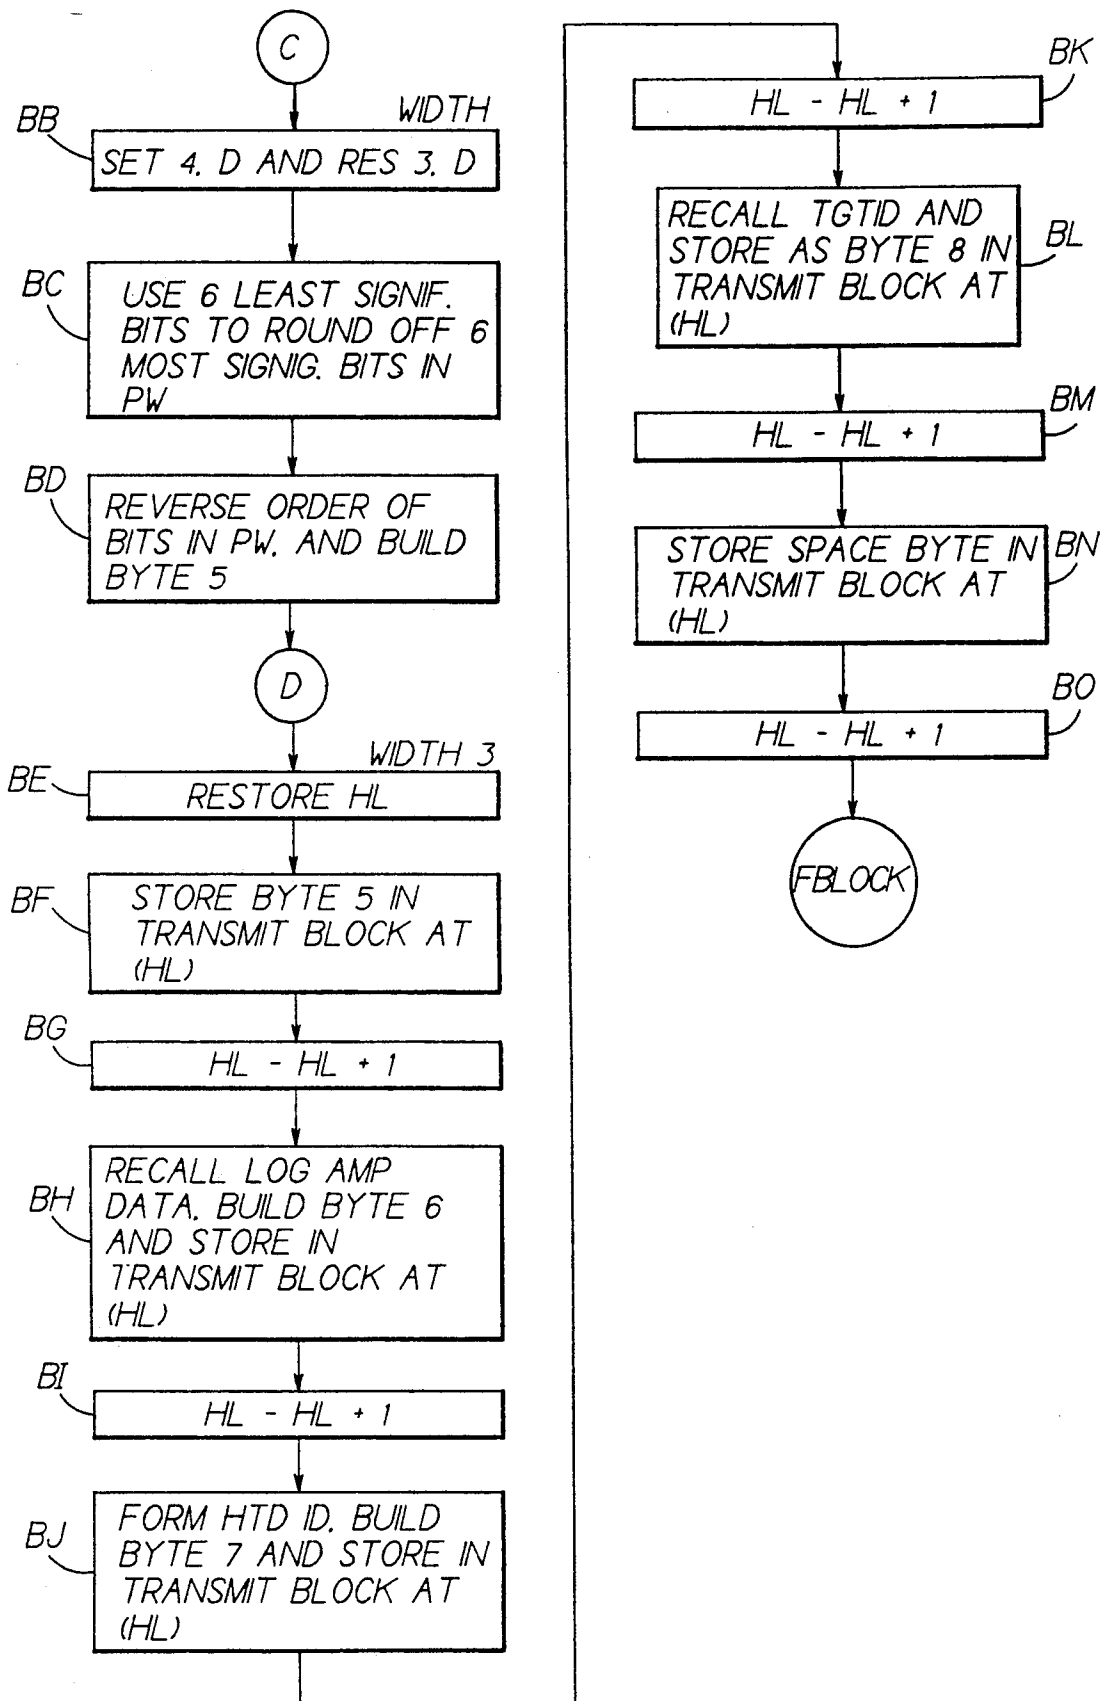 C
WIDTH
BB
SET 4, D AND RES 3, D
BC
USE 6 LEAST SIGNIF.
BITS TO ROUND OFF 6
MOST SIGNIG. BITS IN
PW
BD
REVERSE ORDER OF
BITS IN PW, AND BUILD
BYTE 5
D
WIDTH 3
BE
RESTORE HL
BF
STORE BYTE 5 IN
TRANSMIT BLOCK AT
(HL)
BG
HL - HL + 1
BH
RECALL LOG AMP
DATA, BUILD BYTE 6
AND STORE IN
TRANSMIT BLOCK AT
(HL)
BI
HL - HL + 1
BJ
FORM HTD ID, BUILD
BYTE 7 AND STORE IN
TRANSMIT BLOCK AT
(HL)
BK
HL - HL + 1
BL
RECALL TGTID AND
STORE AS BYTE 8 IN
TRANSMIT BLOCK AT
(HL)
BM
HL - HL + 1
BN
STORE SPACE BYTE IN
TRANSMIT BLOCK AT
(HL)
BO
HL - HL + 1
FBLOCK